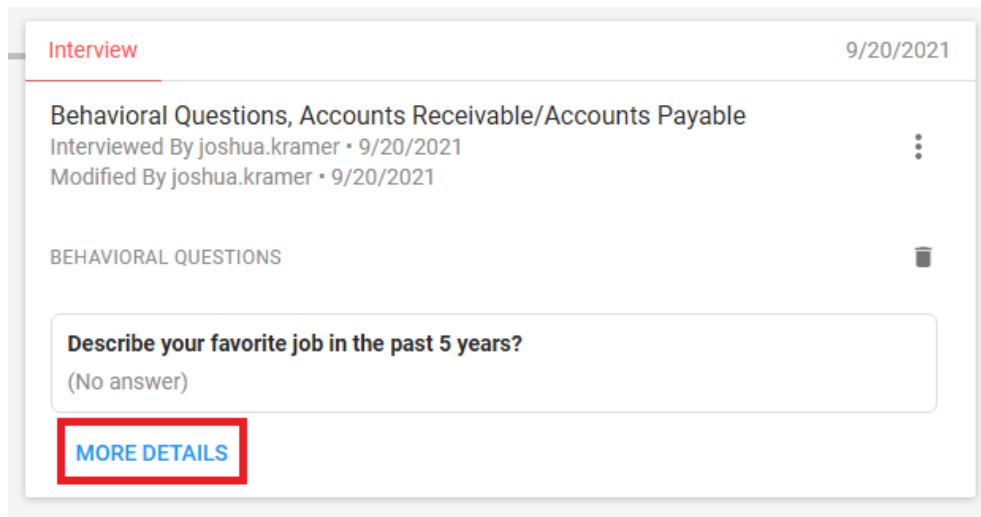 Interview 9/20/2021
Behavioral Questions, Accounts Receivable/Accounts Payable
Interviewed By joshua.kramer • 9/20/2021
Modified By joshua.kramer • 9/20/2021
BEHAVIORAL QUESTIONS
Describe your favorite job in the past 5 years?
(No answer)
MORE DETAILS